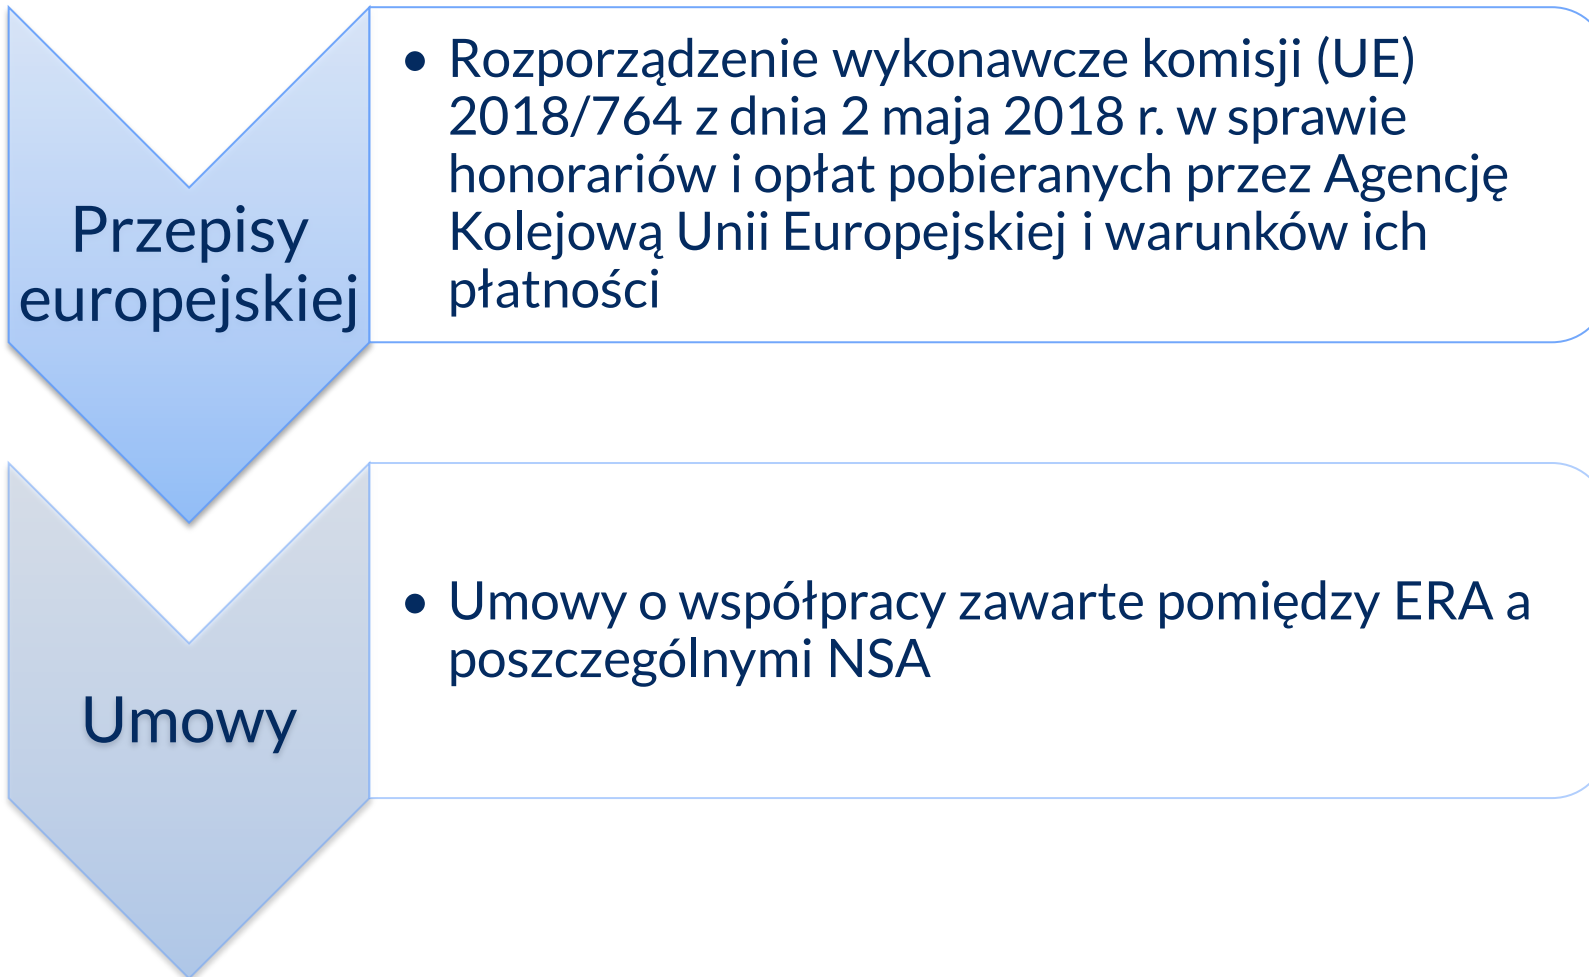 Przepisy
europejskiej
• Rozporządzenie wykonawcze komisji (UE)
2018/764 z dnia 2 maja 2018 r. w sprawie
honorariów i opłat pobieranych przez Agencję
Kolejową Unii Europejskiej i warunków ich
płatności
Umowy
• Umowy o współpracy zawarte pomiędzy ERA a
poszczególnymi NSA